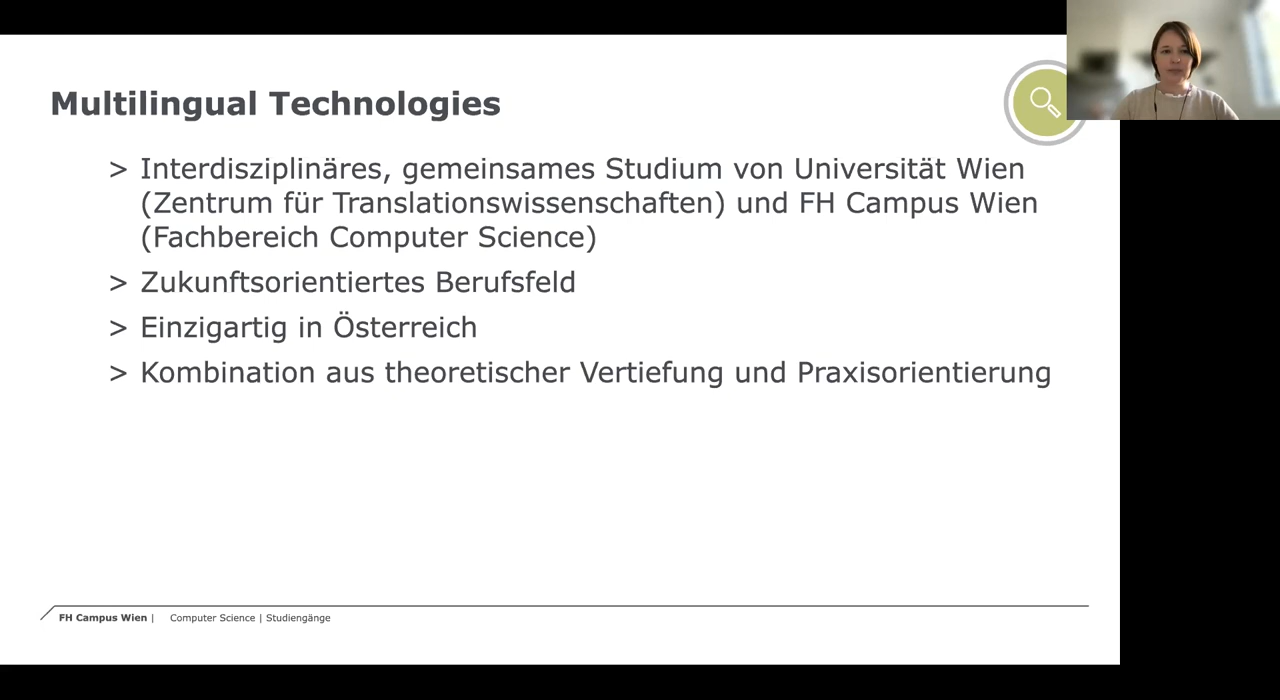 Multilingual Technologies
> Interdisziplinäres, gemeinsames Studium von Universität Wien
(Zentrum für Translationswissenschaften) und FH Campus Wien
(Fachbereich Computer Science)
> Zukunftsorientiertes Berufsfeld
> Einzigartig in Österreich
> Kombination aus theoretischer Vertiefung und Praxisorientierung
FH Campus Wien | Computer Science | Studiengänge